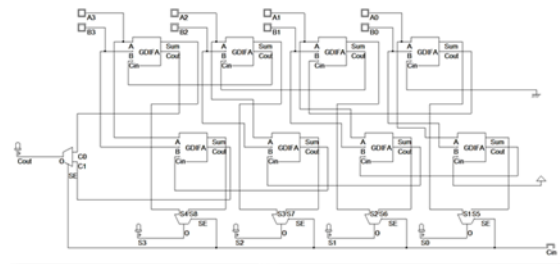 A3 A2 A1 A0
B3 B2 B1 B0
A Sum A Sum A Sum A Sum
B GDIFA Cout B GDIFA Cout B GDIFA Cout B GDIFA Cout
Cin Cin Cin Cin
A Sum A Sum A Sum A Sum
B GDIFA Cout B GDIFA Cout B GDIFA Cout B GDIFA Cout
Cin Cin Cin Cin
Cout O C0
C1
SE
S4 S8 S3 S7 S2 S6 S1 S5
SE SE SE SE
O O O O
S3 S2 S1 S0
Cin